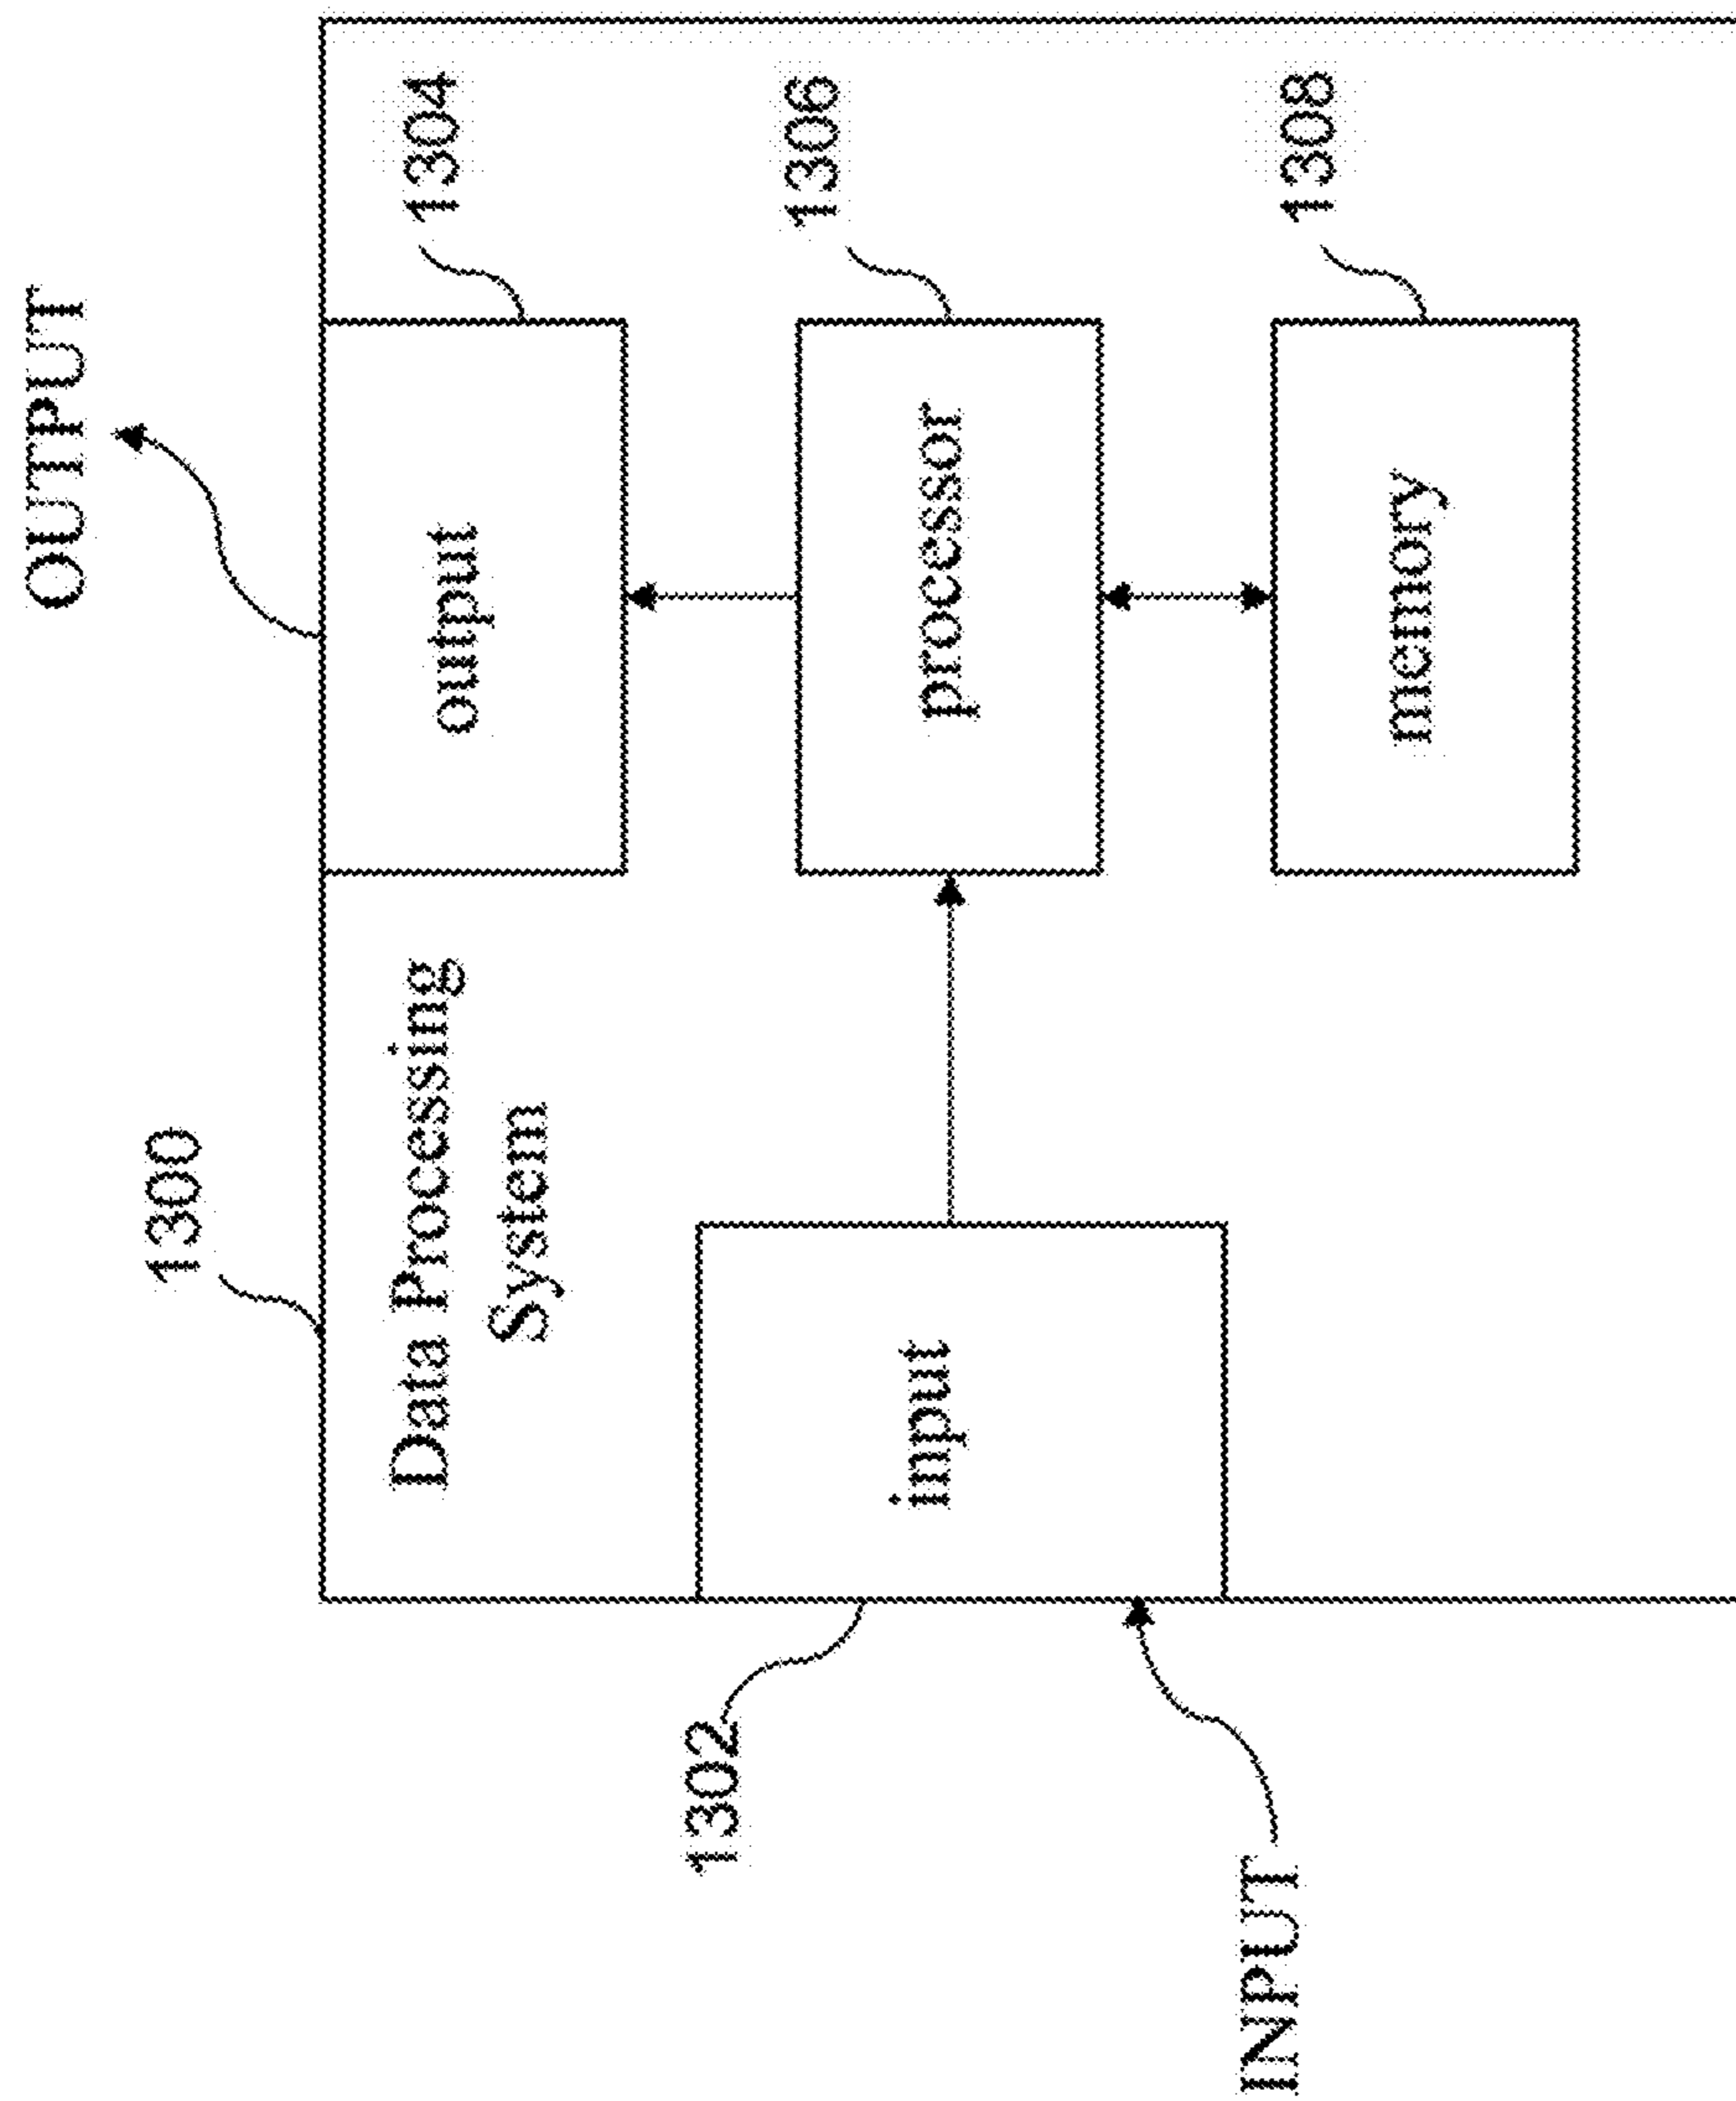 OUTPUT
1300
Data Processing
System
output
1304
1302
input
processor
1306
INPUT
memory
1308